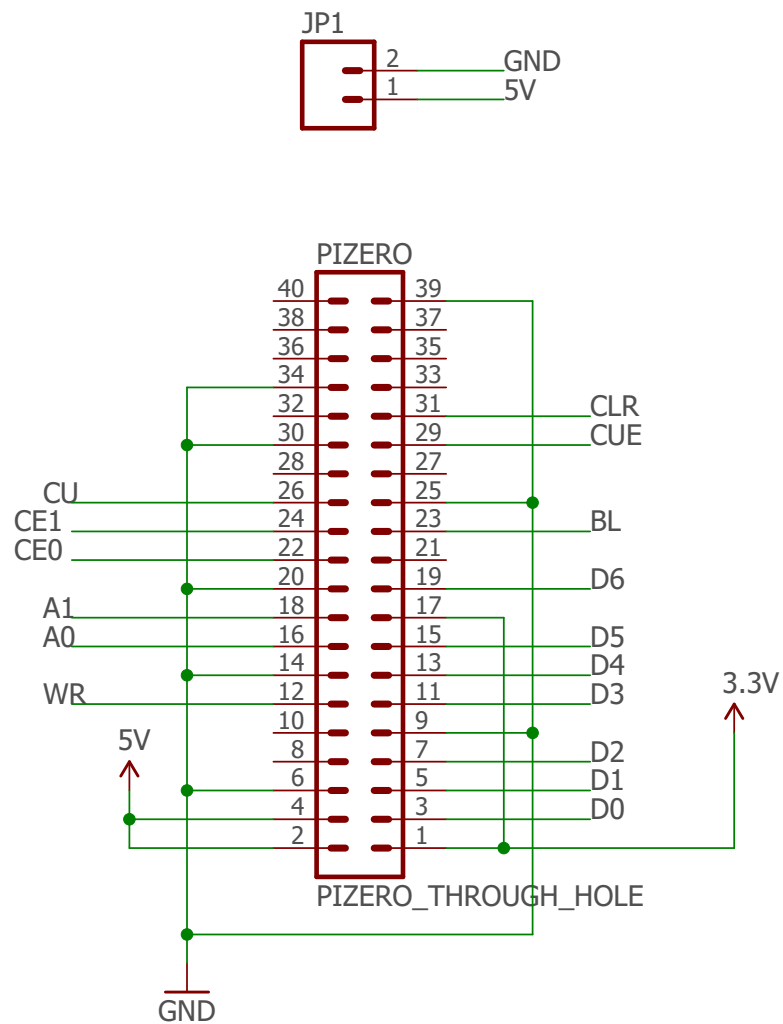 JP1
2 GND
1 5V
PIZERO
40 39
38 37
36 35
34 33
32 31 CLR
30 29 CUE
28 27
CU 26 25
CE1 24 23 BL
CE0 22 21
20 19 D6
A1 18 17
A0 16 15 D5
14 13 D4
WR 12 11 D3
3.3V
10 9
5V
8 7 D2
6 5 D1
4 3 D0
2 1
PIZERO_THROUGH_HOLE
GND